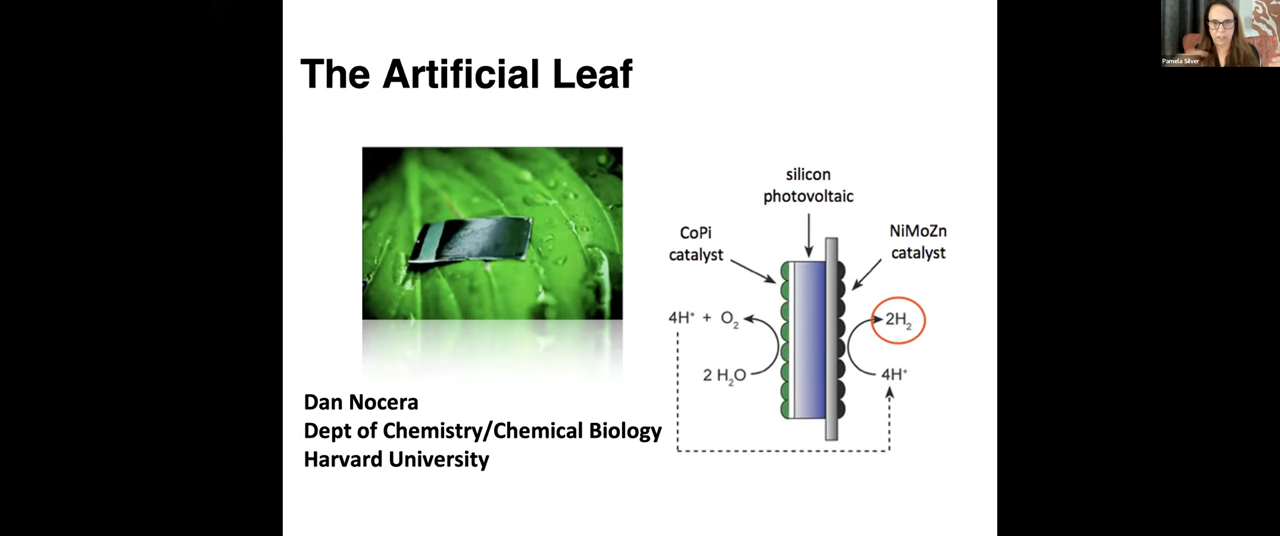 The Artificial Leaf
Pamela Silver
silicon
photovoltaic
CoPi
catalyst
NiMoZn
catalyst
4H⁺ + O₂
2H₂
2 H₂O
4H⁺
Dan Nocera
Dept of Chemistry/Chemical Biology
Harvard University